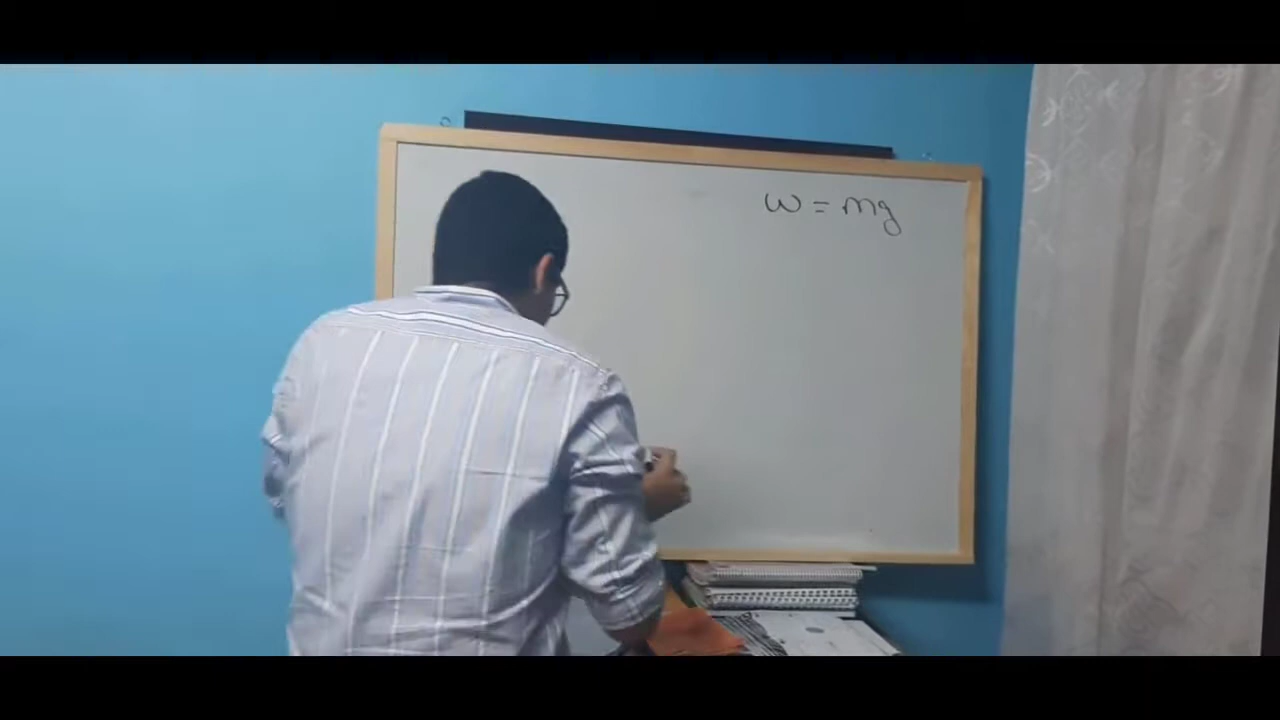 w = mg